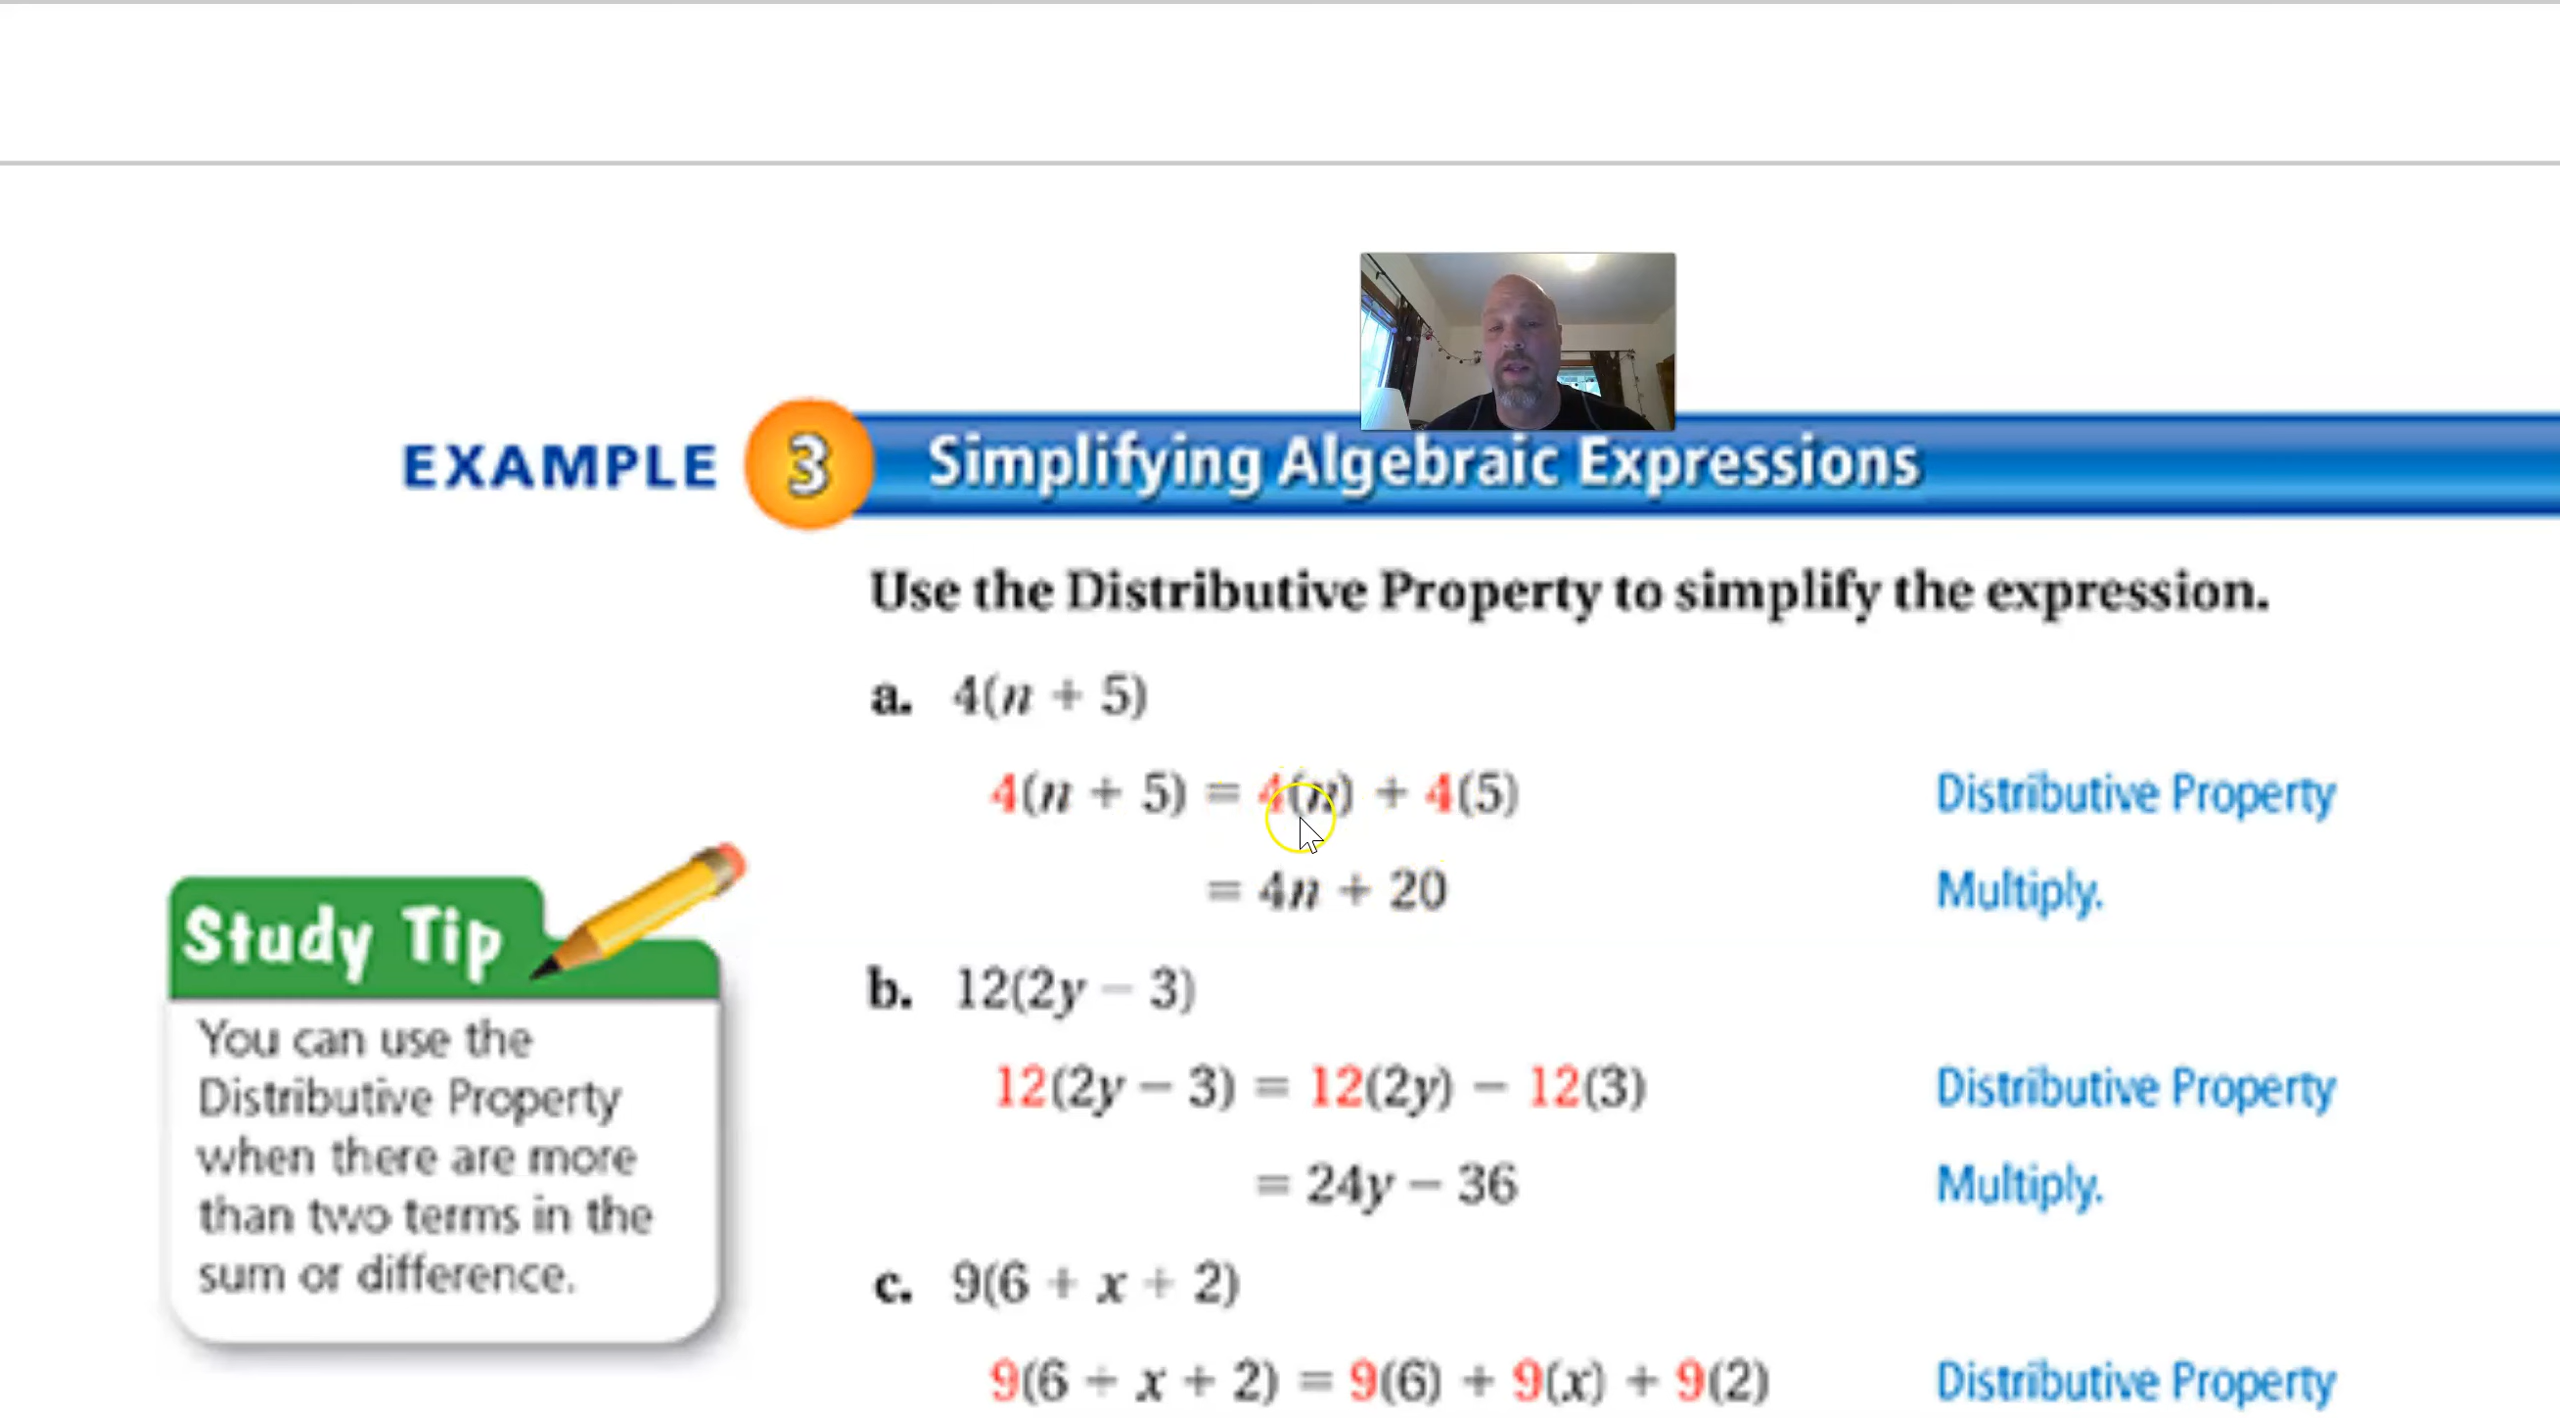 EXAMPLE 3 Simplifying Algebraic Expressions
Use the Distributive Property to simplify the expression.
a. 4(n + 5)
4(n + 5) = 4(n) + 4(5) Distributive Property
= 4n + 20 Multiply.
b. 12(2y − 3)
12(2y − 3) = 12(2y) − 12(3) Distributive Property
= 24y − 36 Multiply.
c. 9(6 + x + 2)
9(6 + x + 2) = 9(6) + 9(x) + 9(2) Distributive Property
Study Tip
You can use the
Distributive Property
when there are more
than two terms in the
sum or difference.